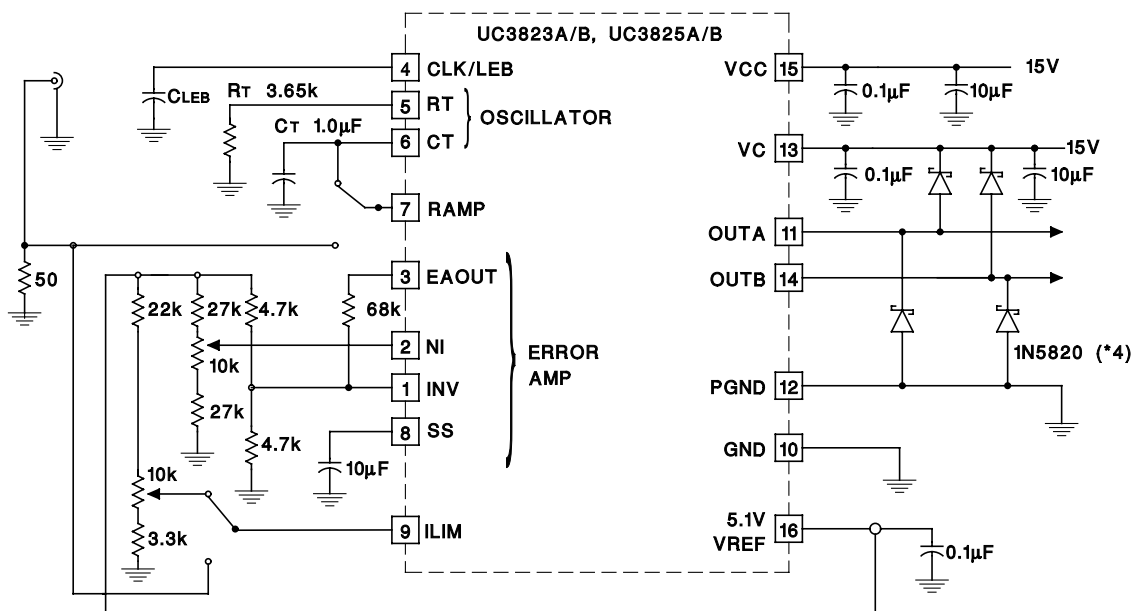 UC3823A/B, UC3825A/B
4 CLK/LEB
CLEB
RT 3.65k
5 RT
OSCILLATOR
CT 1.0µF
6 CT
7 RAMP
50
3 EAOUT
22k
27k
4.7k
68k
2 NI
10k
ERROR
AMP
1 INV
27k
8 SS
4.7k
10µF
10k
9 ILIM
3.3k
VCC 15
15V
0.1µF
10µF
VC 13
15V
0.1µF
10µF
OUTA 11
OUTB 14
1N5820 (*4)
PGND 12
GND 10
5.1V
VREF 16
0.1µF